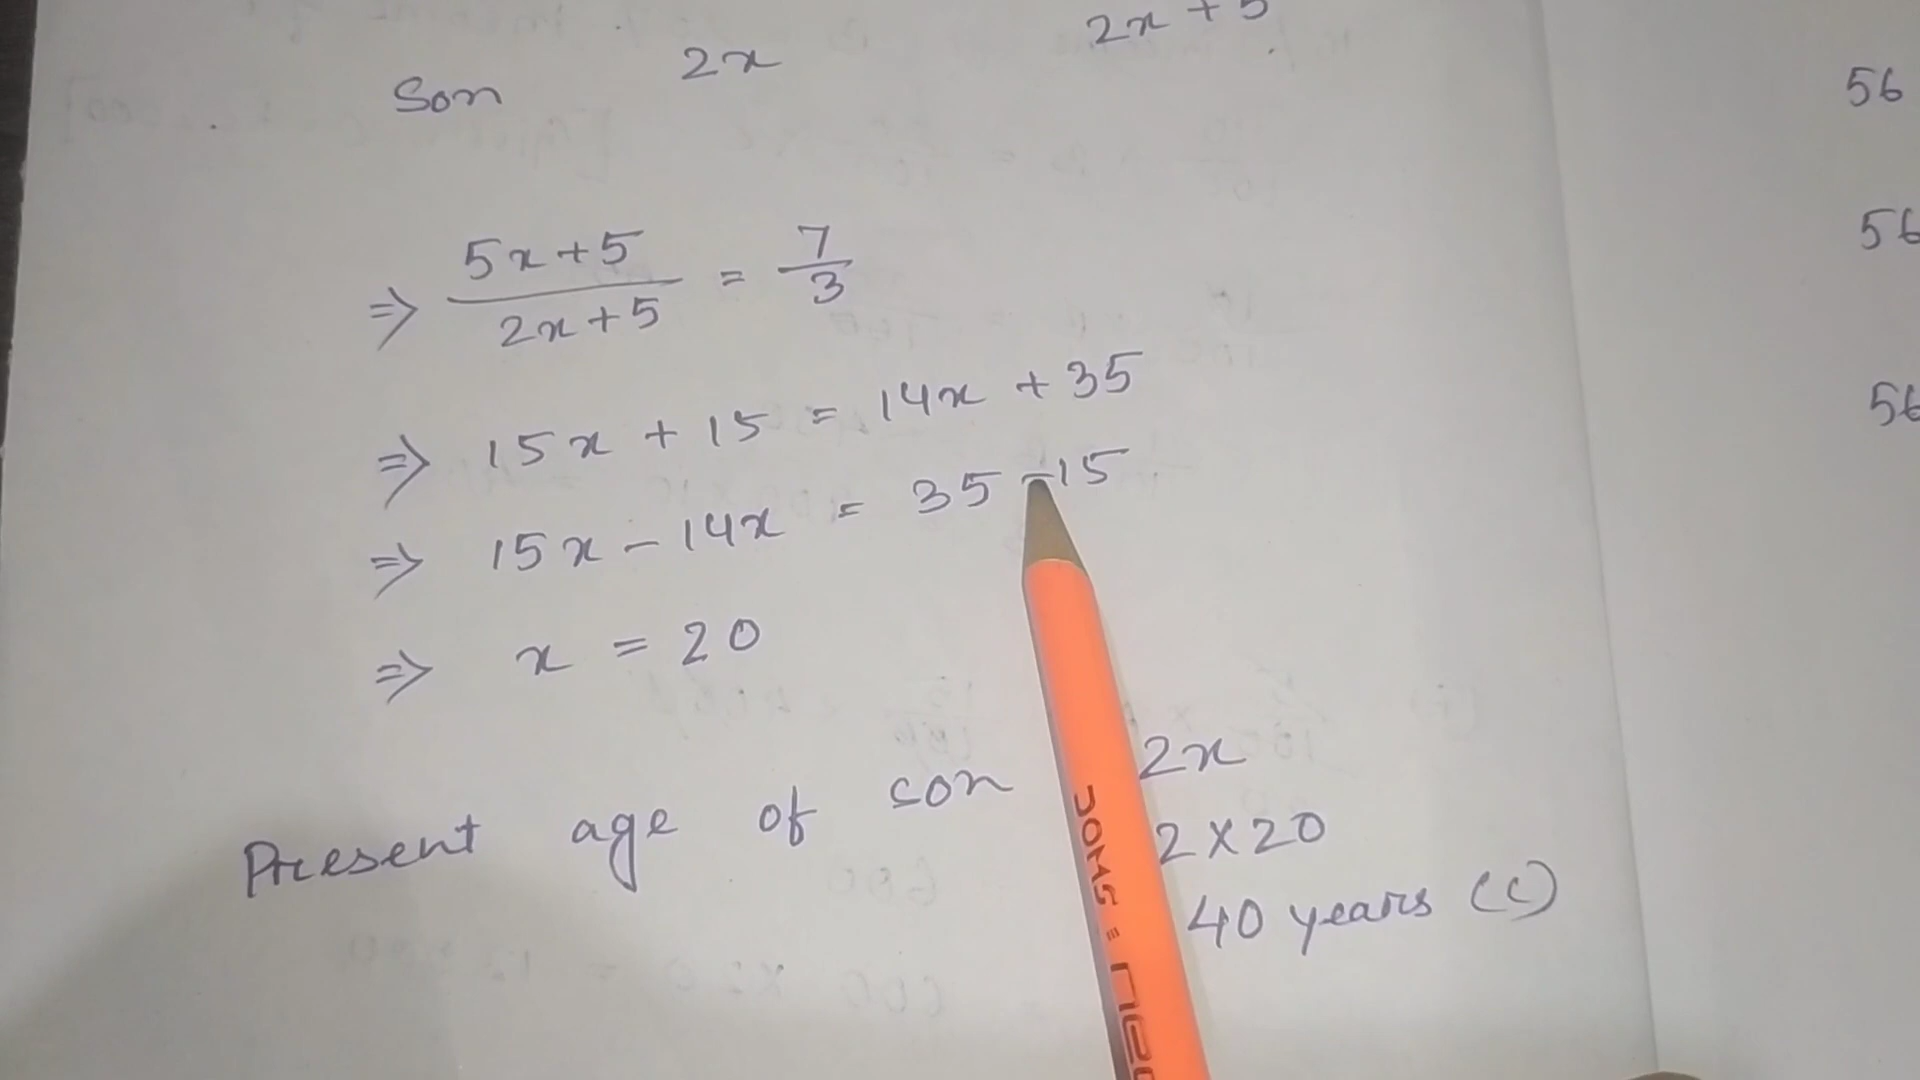 Son 2x 2x + 5
56
⇒ 5x+5 / 2x+5 = 7/3
56
⇒ 15x + 15 = 14x + 35
56
⇒ 15x - 14x = 35 - 15
⇒ x = 20
Present age of son 2x
2 x 20
40 years (c)
DOMS